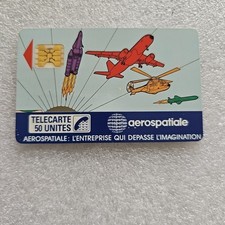 TELECARTE
50 UNITES
aerospatiale
AEROSPATIALE: L'ENTREPRISE QUI DEPASSE L'IMAGINATION